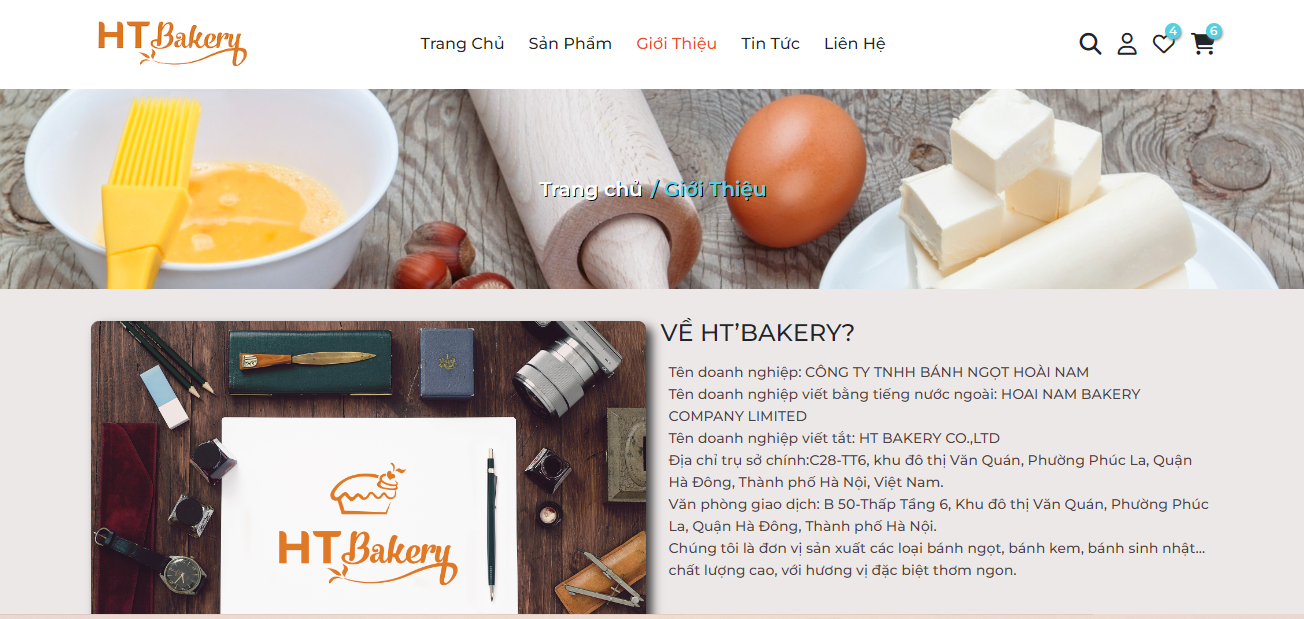 HT Bakery
Trang Chủ Sản Phẩm Giới Thiệu Tin Tức Liên Hệ
4 6
Trang chủ / Giới Thiệu
VỀ HT’BAKERY?
Tên doanh nghiệp: CÔNG TY TNHH BÁNH NGỌT HOÀI NAM
Tên doanh nghiệp viết bằng tiếng nước ngoài: HOAI NAM BAKERY
COMPANY LIMITED
Tên doanh nghiệp viết tắt: HT BAKERY CO.,LTD
Địa chỉ trụ sở chính:C28-TT6, khu đô thị Văn Quán, Phường Phúc La, Quận
Hà Đông, Thành phố Hà Nội, Việt Nam.
Văn phòng giao dịch: B 50-Thấp Tầng 6, Khu đô thị Văn Quán, Phường Phúc
La, Quận Hà Đông, Thành phố Hà Nội.
Chúng tôi là đơn vị sản xuất các loại bánh ngọt, bánh kem, bánh sinh nhật...
chất lượng cao, với hương vị đặc biệt thơm ngon.
HT Bakery